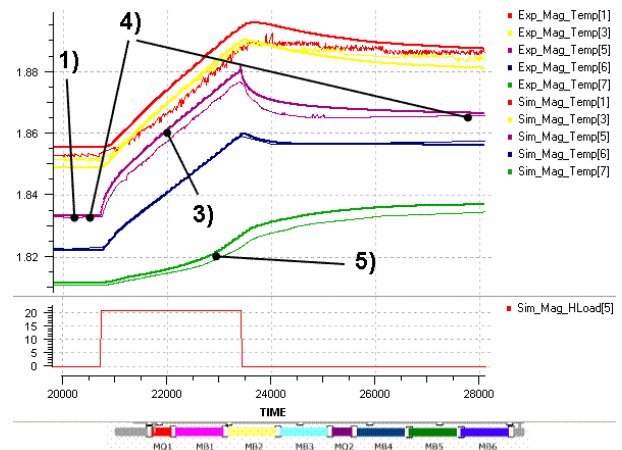 4)
1)
3)
5)
1.88
1.86
1.84
1.82
Exp_Mag_Temp[1]
Exp_Mag_Temp[3]
Exp_Mag_Temp[5]
Exp_Mag_Temp[6]
Exp_Mag_Temp[7]
Sim_Mag_Temp[1]
Sim_Mag_Temp[3]
Sim_Mag_Temp[5]
Sim_Mag_Temp[6]
Sim_Mag_Temp[7]
20
15
10
5
0
Sim_Mag_HLoad[5]
20000 22000 24000 26000 28000
TIME
MQ1 MB1 MB2 MB3 MQ2 MB4 MB5 MB6